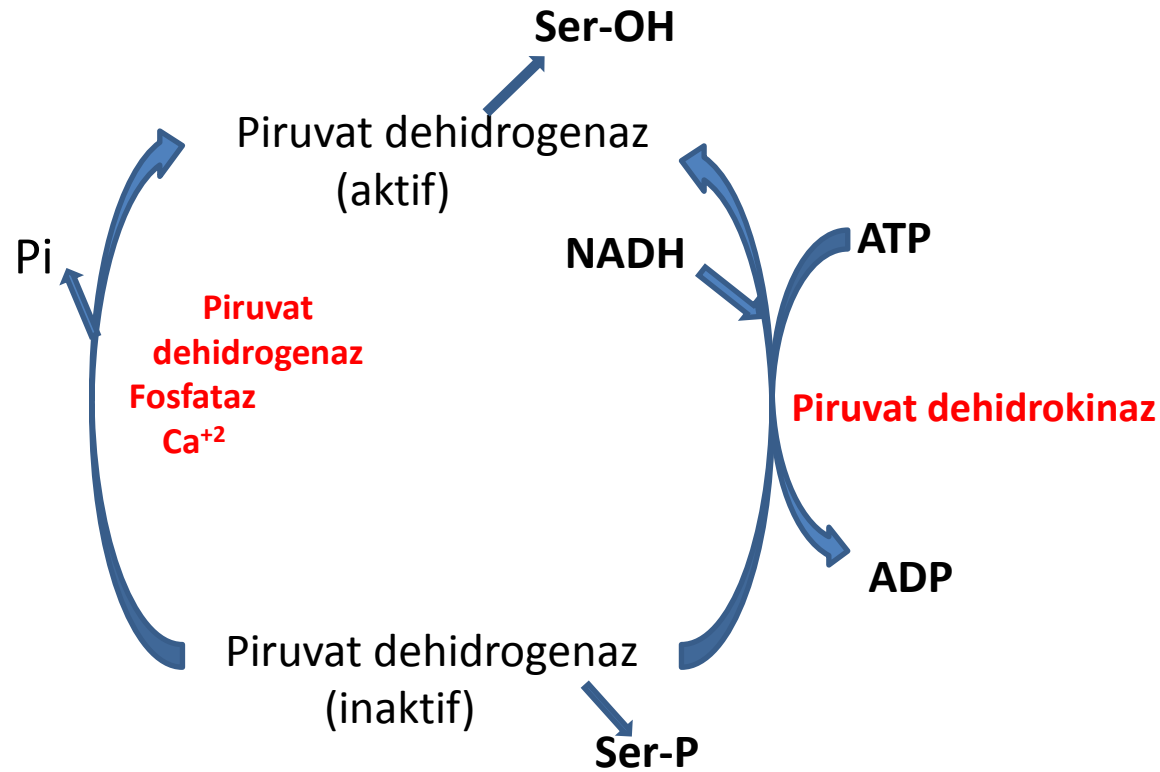 Ser-OH
Piruvat dehidrogenaz
(aktif)
Pi
NADH
ATP
Piruvat
dehidrogenaz
Fosfataz
Ca+2
Piruvat dehidrokinaz
ADP
Piruvat dehidrogenaz
(inaktif)
Ser-P